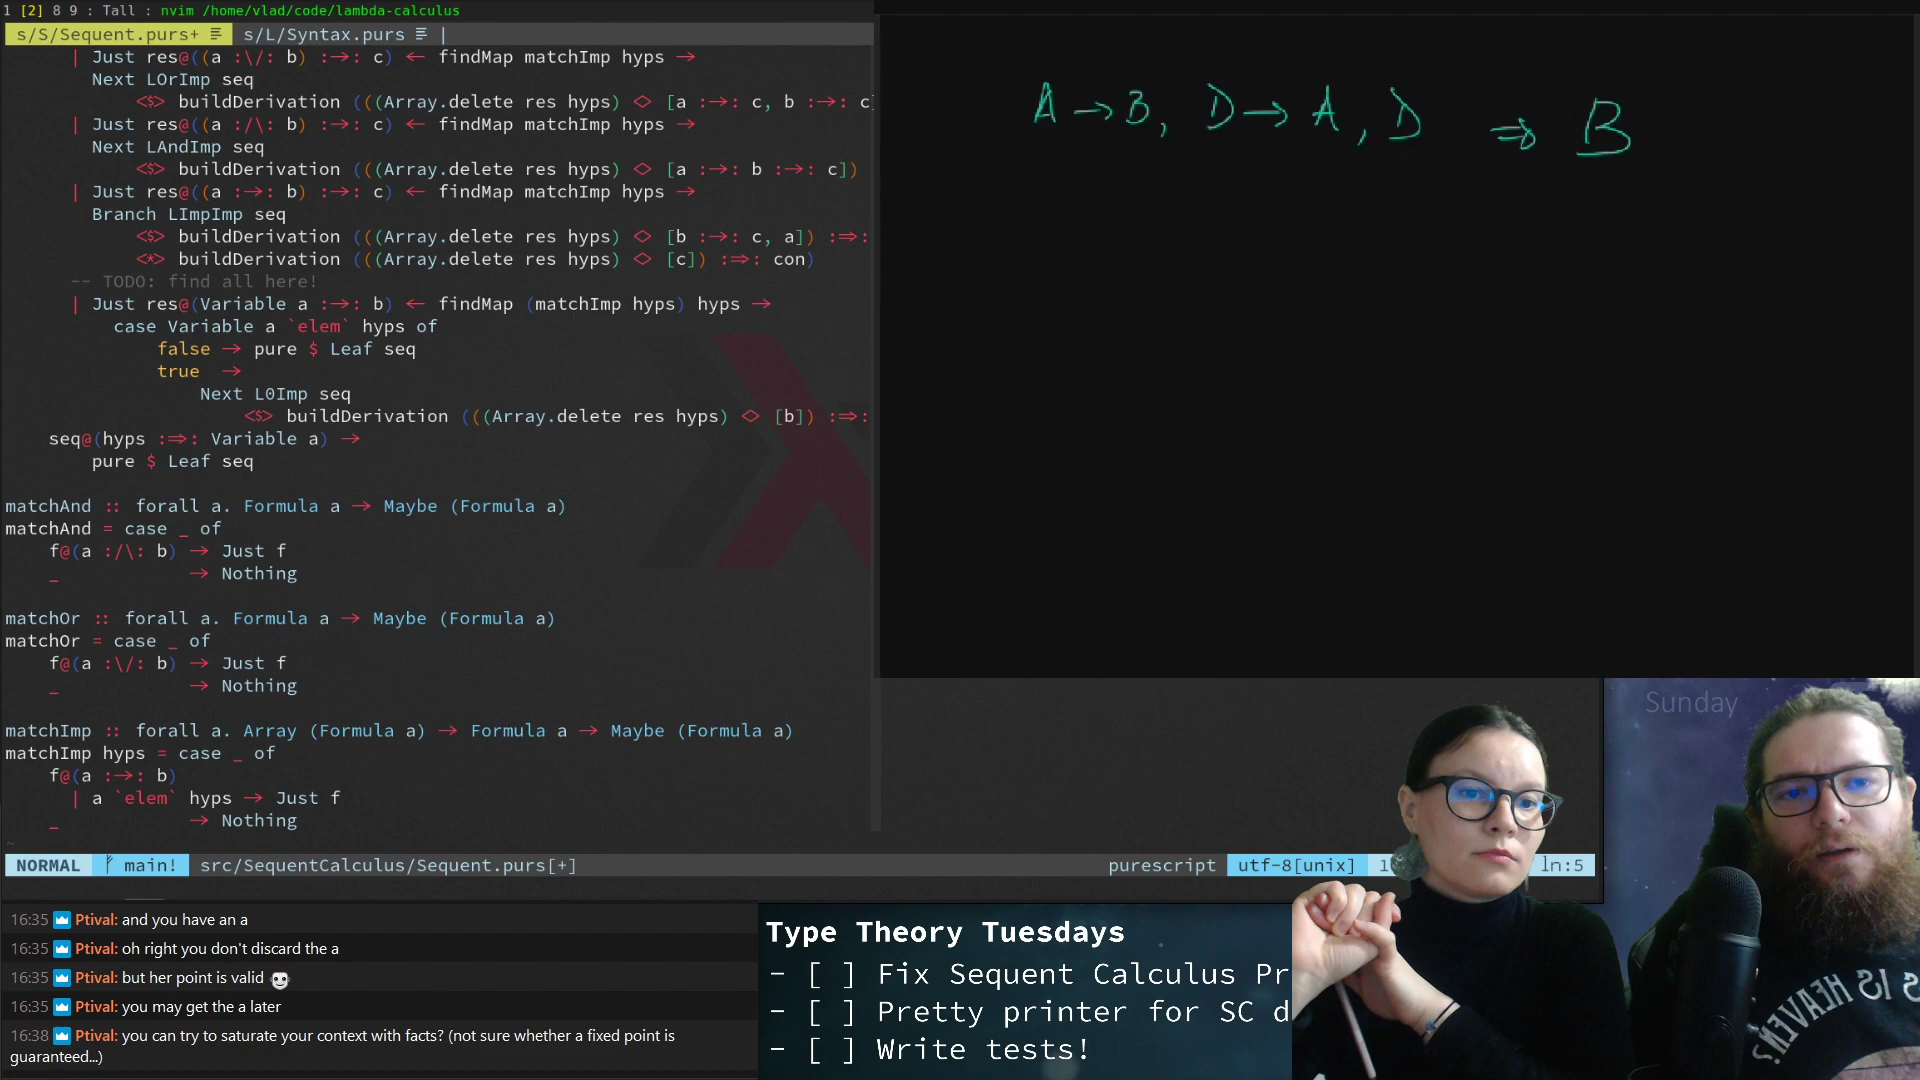 1 [2] 8 9 : Tall : nvim /home/vlad/code/lambda-calculus
s/S/Sequent.purs+ s/L/Syntax.purs |
| Just res@((a :\/: b) :→: c) ← findMap matchImp hyps →
Next LOrImp seq
<$> buildDerivation (((Array.delete res hyps) <> [a :→: c, b :→: c]
| Just res@((a :/\: b) :→: c) ← findMap matchImp hyps →
Next LAndImp seq
<$> buildDerivation (((Array.delete res hyps) <> [a :→: b :→: c])
| Just res@((a :→: b) :→: c) ← findMap matchImp hyps →
Branch LImpImp seq
<$> buildDerivation (((Array.delete res hyps) <> [b :→: c, a]) :⇒:
<*> buildDerivation (((Array.delete res hyps) <> [c]) :⇒: con)
-- TODO: find all here!
| Just res@(Variable a :→: b) ← findMap (matchImp hyps) hyps →
case Variable a `elem` hyps of
false → pure $ Leaf seq
true →
Next L0Imp seq
<$> buildDerivation (((Array.delete res hyps) <> [b]) :⇒:
seq@(hyps :⇒: Variable a) →
pure $ Leaf seq
matchAnd :: forall a. Formula a → Maybe (Formula a)
matchAnd = case _ of
f@(a :/\: b) → Just f
_ → Nothing
matchOr :: forall a. Formula a → Maybe (Formula a)
matchOr = case _ of
f@(a :\/: b) → Just f
_ → Nothing
matchImp :: forall a. Array (Formula a) → Formula a → Maybe (Formula a)
matchImp hyps = case _ of
f@(a :→: b)
| a `elem` hyps → Just f
_ → Nothing
~
NORMAL main! src/SequentCalculus/Sequent.purs[+] purescript utf-8[unix] 1 ln:5
A → B, D → A, D ⇒ B
Sunday
16:35 Ptival: and you have an a
16:35 Ptival: oh right you don't discard the a
16:35 Ptival: but her point is valid
16:35 Ptival: you may get the a later
16:38 Ptival: you can try to saturate your context with facts? (not sure whether a fixed point is
guaranteed...)
Type Theory Tuesdays
- [ ] Fix Sequent Calculus Pr
- [ ] Pretty printer for SC d
- [ ] Write tests!